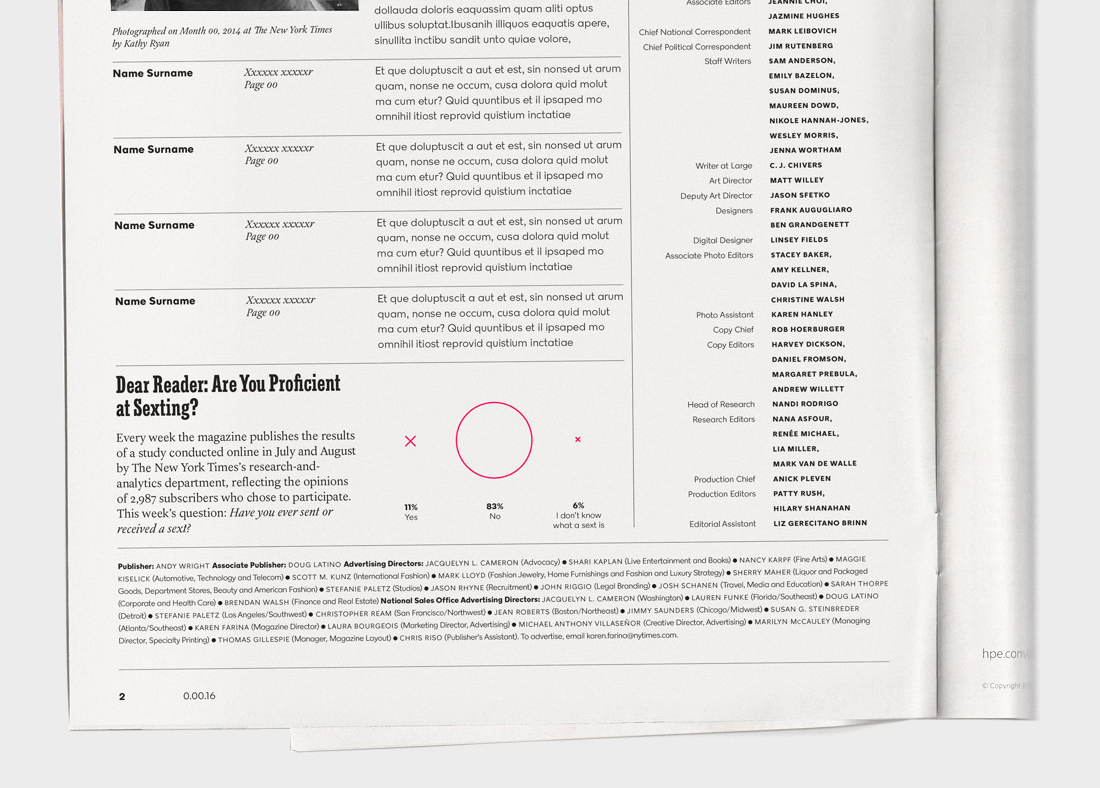 dollauda doloris eaquassim quam aliti optus
ullibus soluptat.Ibusanih illiquos eaquatis apere,
sinullita inctibu sandit unto quiae volore,
Photographed on Month 00, 2014 at The New York Times
by Kathy Ryan
Name Surname
Xxxxxx xxxxxr
Page 00
Et que doluptuscit a aut et est, sin nonsed ut arum
quam, nonse ne occum, cusa dolora quid molut
ma cum etur? Quid quuntibus et il ipsaped mo
omnihil itiost reprovid quistium inctatiae
Name Surname
Xxxxxx xxxxxr
Page 00
Et que doluptuscit a aut et est, sin nonsed ut arum
quam, nonse ne occum, cusa dolora quid molut
ma cum etur? Quid quuntibus et il ipsaped mo
omnihil itiost reprovid quistium inctatiae
Name Surname
Xxxxxx xxxxxr
Page 00
Et que doluptuscit a aut et est, sin nonsed ut arum
quam, nonse ne occum, cusa dolora quid molut
ma cum etur? Quid quuntibus et il ipsaped mo
omnihil itiost reprovid quistium inctatiae
Name Surname
Xxxxxx xxxxxr
Page 00
Et que doluptuscit a aut et est, sin nonsed ut arum
quam, nonse ne occum, cusa dolora quid molut
ma cum etur? Quid quuntibus et il ipsaped mo
omnihil itiost reprovid quistium inctatiae
Dear Reader: Are You Proficient
at Sexting?
Every week the magazine publishes the results
of a study conducted online in July and August
by The New York Times's research-and-
analytics department, reflecting the opinions
of 2,987 subscribers who chose to participate.
This week's question: Have you ever sent or
received a sext?
11%
Yes
83%
No
6%
I don't know
what a sext is
Associate Editors JEANNIE CHOI,
JAZMINE HUGHES
Chief National Correspondent MARK LEIBOVICH
Chief Political Correspondent JIM RUTENBERG
Staff Writers SAM ANDERSON,
EMILY BAZELON,
SUSAN DOMINUS,
MAUREEN DOWD,
NIKOLE HANNAH-JONES,
WESLEY MORRIS,
JENNA WORTHAM
Writer at Large C. J. CHIVERS
Art Director MATT WILLEY
Deputy Art Director JASON SFETKO
Designers FRANK AUGUGLIARO
BEN GRANDGENETT
Digital Designer LINSEY FIELDS
Associate Photo Editors STACEY BAKER,
AMY KELLNER,
DAVID LA SPINA,
CHRISTINE WALSH
Photo Assistant KAREN HANLEY
Copy Chief ROB HOERBURGER
Copy Editors HARVEY DICKSON,
DANIEL FROMSON,
MARGARET PREBULA,
ANDREW WILLETT
Head of Research NANDI RODRIGO
Research Editors NANA ASFOUR,
RENÉE MICHAEL,
LIA MILLER,
MARK VAN DE WALLE
Production Chief ANICK PLEVEN
Production Editors PATTY RUSH,
HILARY SHANAHAN
Editorial Assistant LIZ GERECITANO BRINN
Publisher: ANDY WRIGHT Associate Publisher: DOUG LATINO Advertising Directors: JACQUELYN L. CAMERON (Advocacy) ● SHARI KAPLAN (Live Entertainment and Books) ● NANCY KARPF (Fine Arts) ● MAGGIE
KISELICK (Automotive, Technology and Telecom) ● SCOTT M. KUNZ (International Fashion) ● MARK LLOYD (Fashion Jewelry, Home Furnishings and Fashion and Luxury Strategy) ● SHERRY MAHER (Liquor and Packaged
Goods, Department Stores, Beauty and American Fashion) ● STEFANIE PALETZ (Studios) ● JASON RHYNE (Recruitment) ● JOHN RIGGIO (Legal Branding) ● JOSH SCHANEN (Travel, Media and Education) ● SARAH THORPE
(Corporate and Health Care) ● BRENDAN WALSH (Finance and Real Estate) National Sales Office Advertising Directors: JACQUELYN L. CAMERON (Washington) ● LAUREN FUNKE (Florida/Southeast) ● DOUG LATINO
(Detroit) ● STEFANIE PALETZ (Los Angeles/Southwest) ● CHRISTOPHER REAM (San Francisco/Northwest) ● JEAN ROBERTS (Boston/Northeast) ● JIMMY SAUNDERS (Chicago/Midwest) ● SUSAN G. STEINBREDER
(Atlanta/Southeast) ● KAREN FARINA (Magazine Director) ● LAURA BOURGEOIS (Marketing Director, Advertising) ● MICHAEL ANTHONY VILLASEÑOR (Creative Director, Advertising) ● MARILYN McCAULEY (Managing
Director, Specialty Printing) ● THOMAS GILLESPIE (Manager, Magazine Layout) ● CHRIS RISO (Publisher's Assistant). To advertise, email karen.farina@nytimes.com.
2
0.00.16
hpe.com
© Copyright